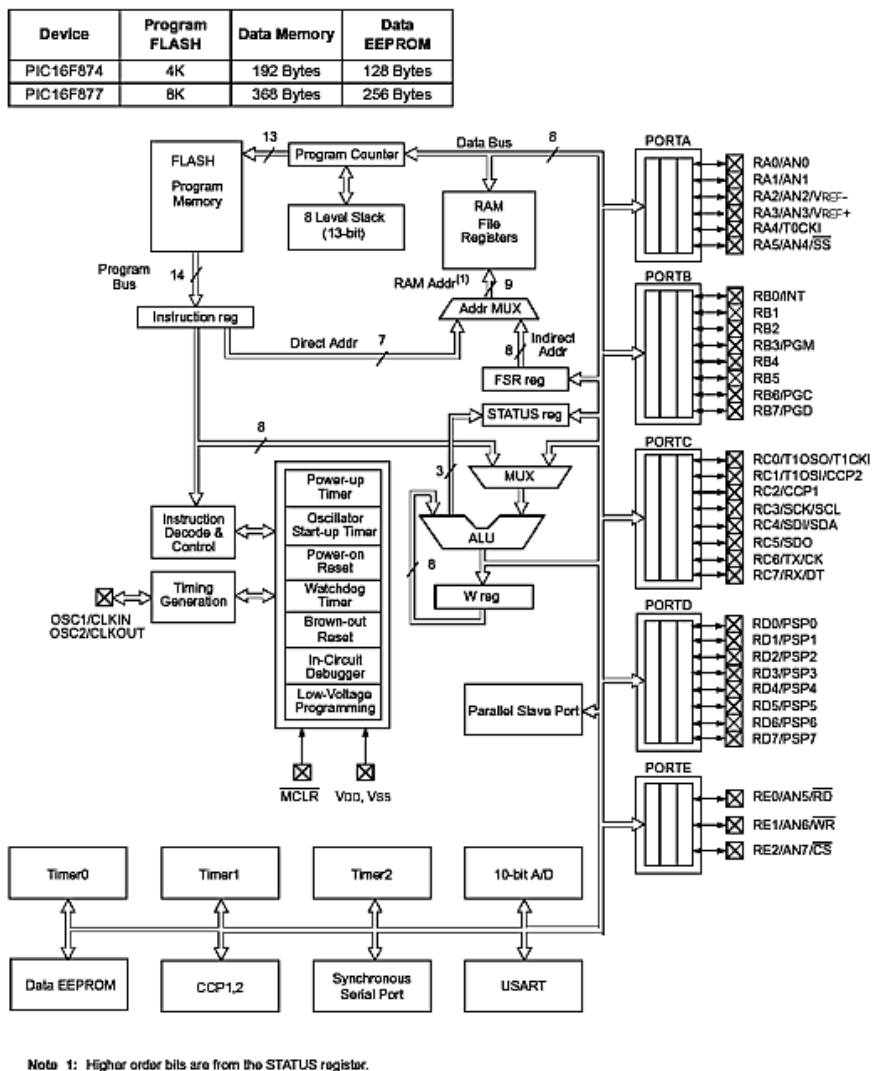 Device Program FLASH Data Memory Data EEPROM
PIC16F874 4K 192 Bytes 128 Bytes
PIC16F877 8K 368 Bytes 256 Bytes
13
Data Bus
8
PORTA
FLASH
Program
Memory
Program Counter
8 Level Stack
(13-bit)
RAM
File
Registers
RA0/AN0
RA1/AN1
RA2/AN2/VREF-
RA3/AN3/VREF+
RA4/T0CKI
RA5/AN4/SS
Program
Bus
14
RAM Addr(1)
9
PORTB
Instruction reg
Addr MUX
Direct Addr
7
8
Indirect
Addr
FSR reg
STATUS reg
RB0/INT
RB1
RB2
RB3/PGM
RB4
RB5
RB6/PGC
RB7/PGD
8
3
MUX
PORTC
RC0/T1OSO/T1CKI
RC1/T1OSI/CCP2
RC2/CCP1
RC3/SCK/SCL
RC4/SDI/SDA
RC5/SDO
RC6/TX/CK
RC7/RX/DT
Power-up
Timer
Oscillator
Start-up Timer
Power-on
Reset
Watchdog
Timer
Brown-out
Reset
In-Circuit
Debugger
Low-Voltage
Programming
Instruction
Decode &
Control
ALU
8
W reg
Timing
Generation
OSC1/CLKIN
OSC2/CLKOUT
Parallel Slave Port
PORTD
RD0/PSP0
RD1/PSP1
RD2/PSP2
RD3/PSP3
RD4/PSP4
RD5/PSP5
RD6/PSP6
RD7/PSP7
MCLR
VDD, VSS
PORTE
RE0/AN5/RD
RE1/AN6/WR
RE2/AN7/CS
Timer0
Timer1
Timer2
10-bit A/D
Data EEPROM
CCP1,2
Synchronous
Serial Port
USART
Note 1: Higher order bits are from the STATUS register.